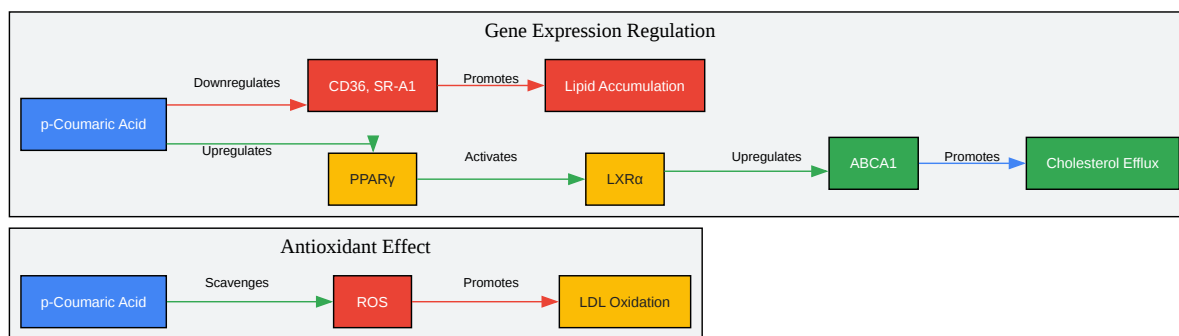 Gene Expression Regulation
Downregulates
CD36, SR-A1
Promotes
Lipid Accumulation
p-Coumaric Acid
Upregulates
PPARγ
Activates
LXRα
Upregulates
ABCA1
Promotes
Cholesterol Efflux
Antioxidant Effect
p-Coumaric Acid
Scavenges
ROS
Promotes
LDL Oxidation